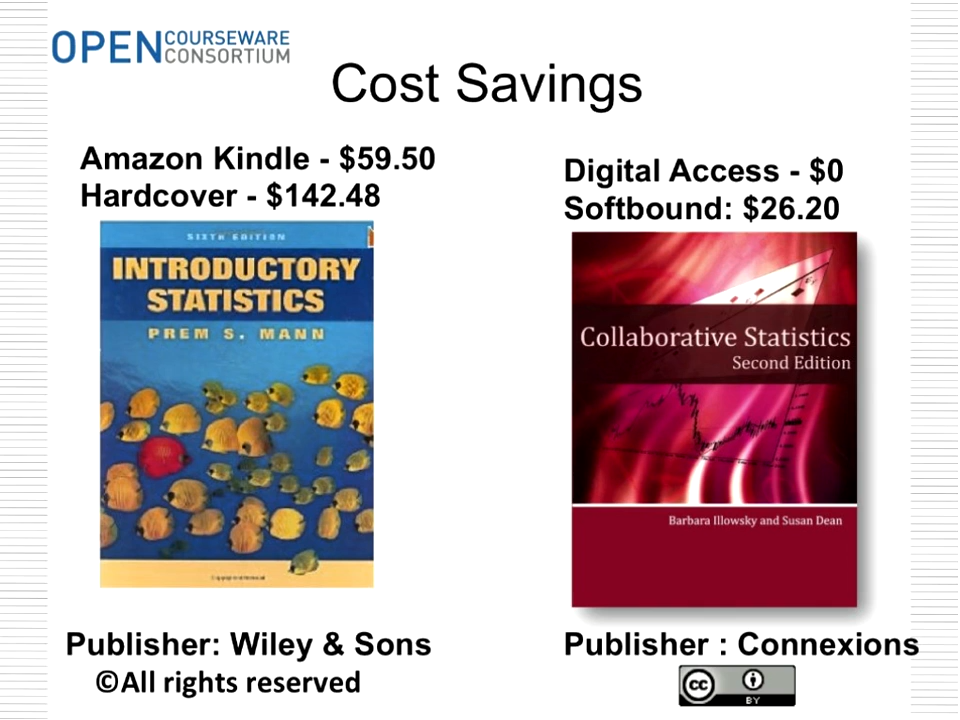 OPEN COURSEWARE
CONSORTIUM
Cost Savings
Amazon Kindle - $59.50
Hardcover - $142.48
SIXTH EDITION
INTRODUCTORY
STATISTICS
PREM S. MANN
Publisher: Wiley & Sons
©All rights reserved
Digital Access - $0
Softbound: $26.20
Collaborative Statistics
Second Edition
Barbara Illowsky and Susan Dean
Publisher : Connexions
cc
BY